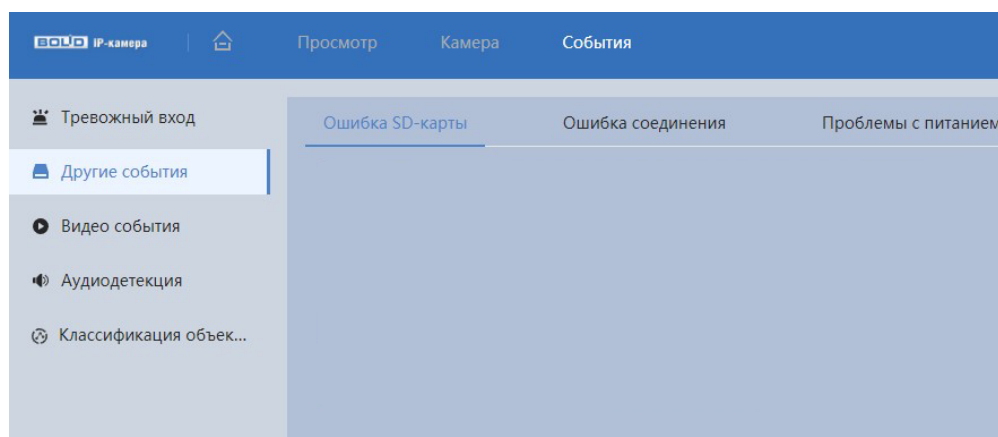 BOLID IP-камера Просмотр Камера События
Тревожный вход
Ошибка SD-карты Ошибка соединения Проблемы с питанием
Другие события
Видео события
Аудиодетекция
Классификация объек...